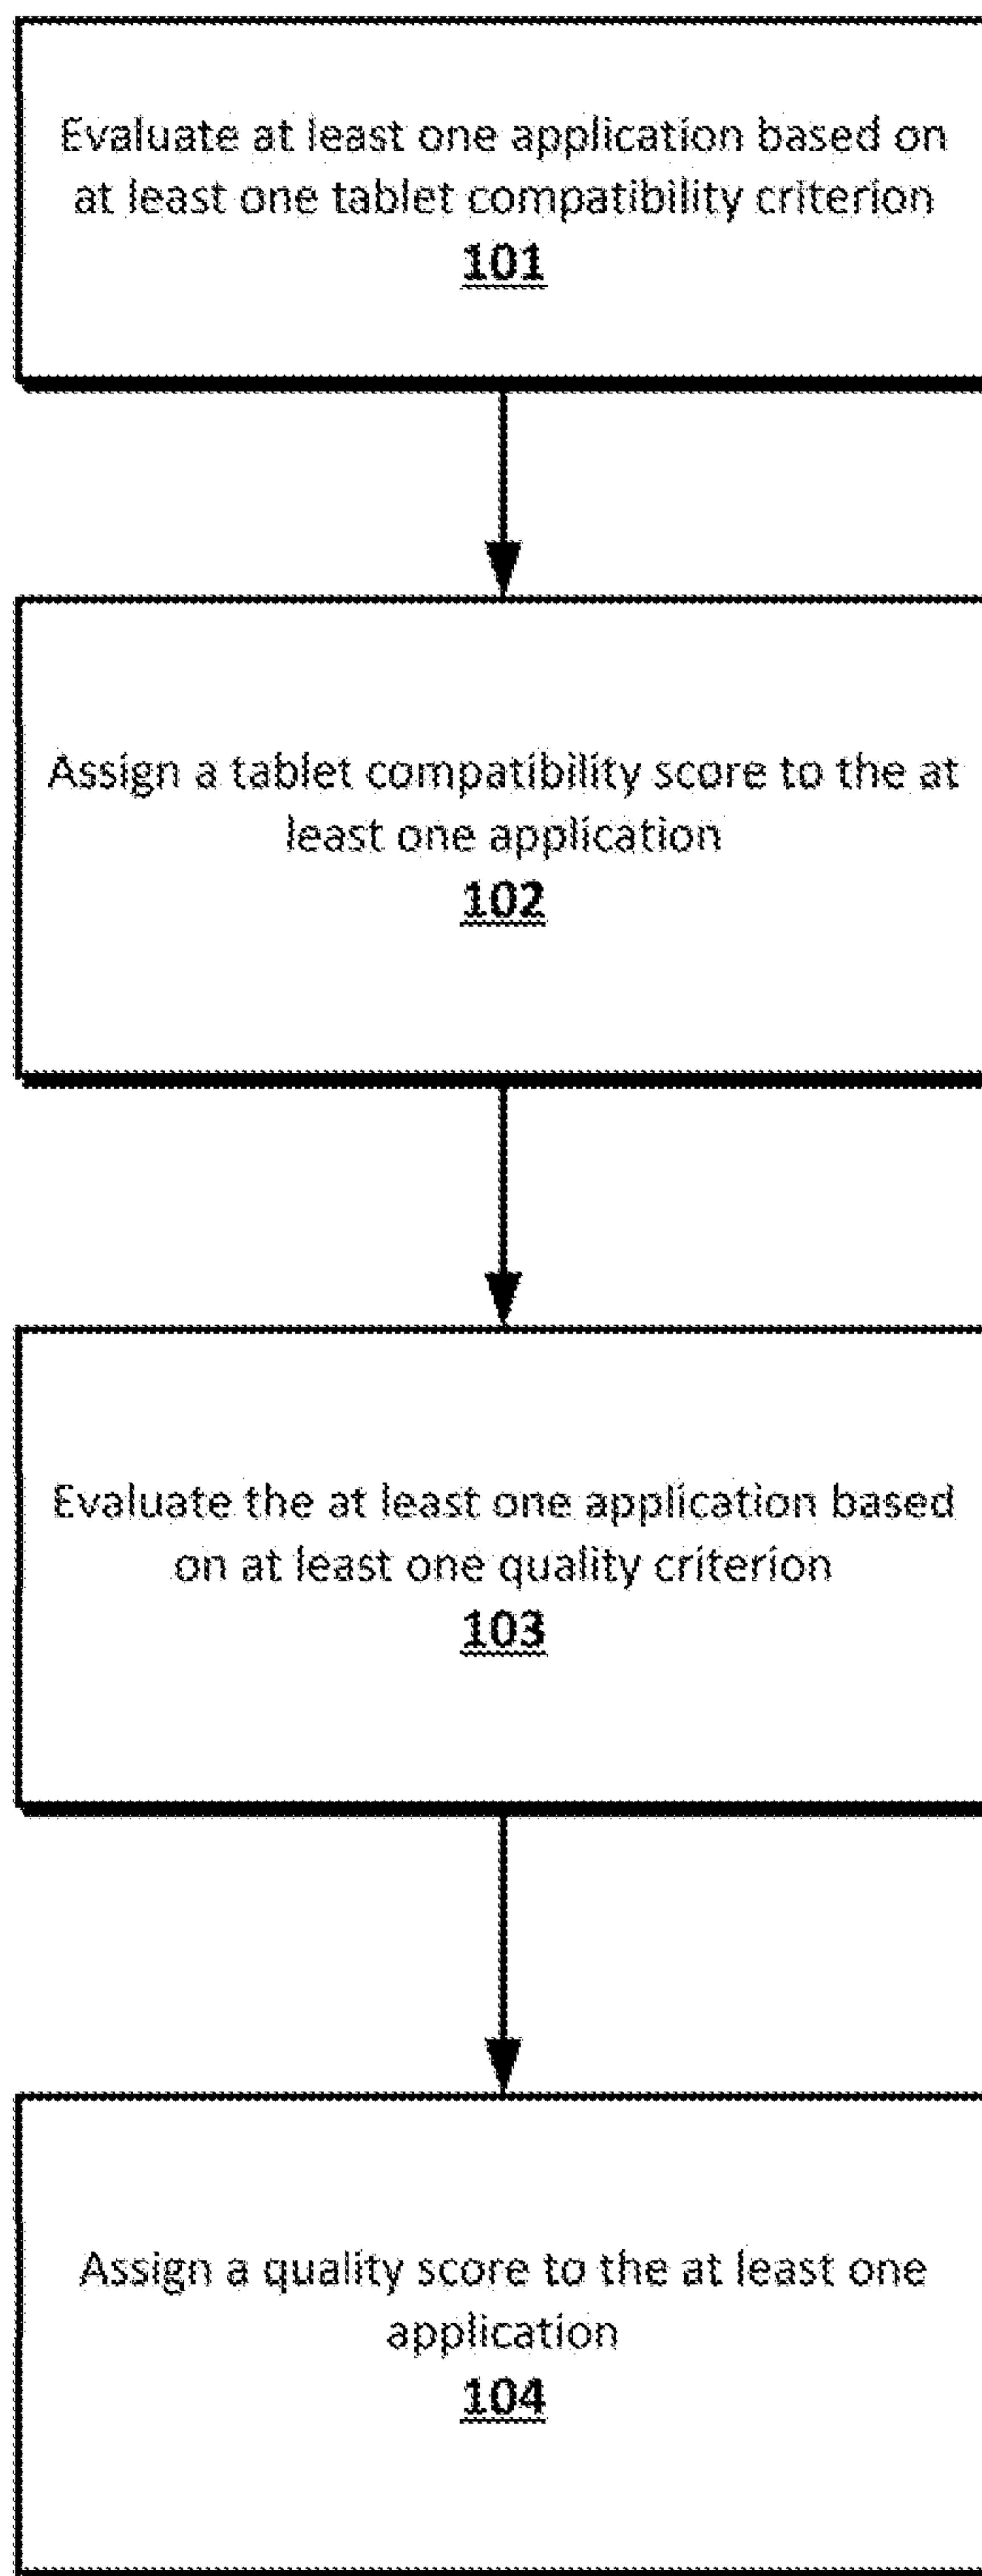 Evaluate at least one application based on
at least one tablet compatibility criterion
101
Assign a tablet compatibility score to the at
least one application
102
Evaluate the at least one application based
on at least one quality criterion
103
Assign a quality score to the at least one
application
104